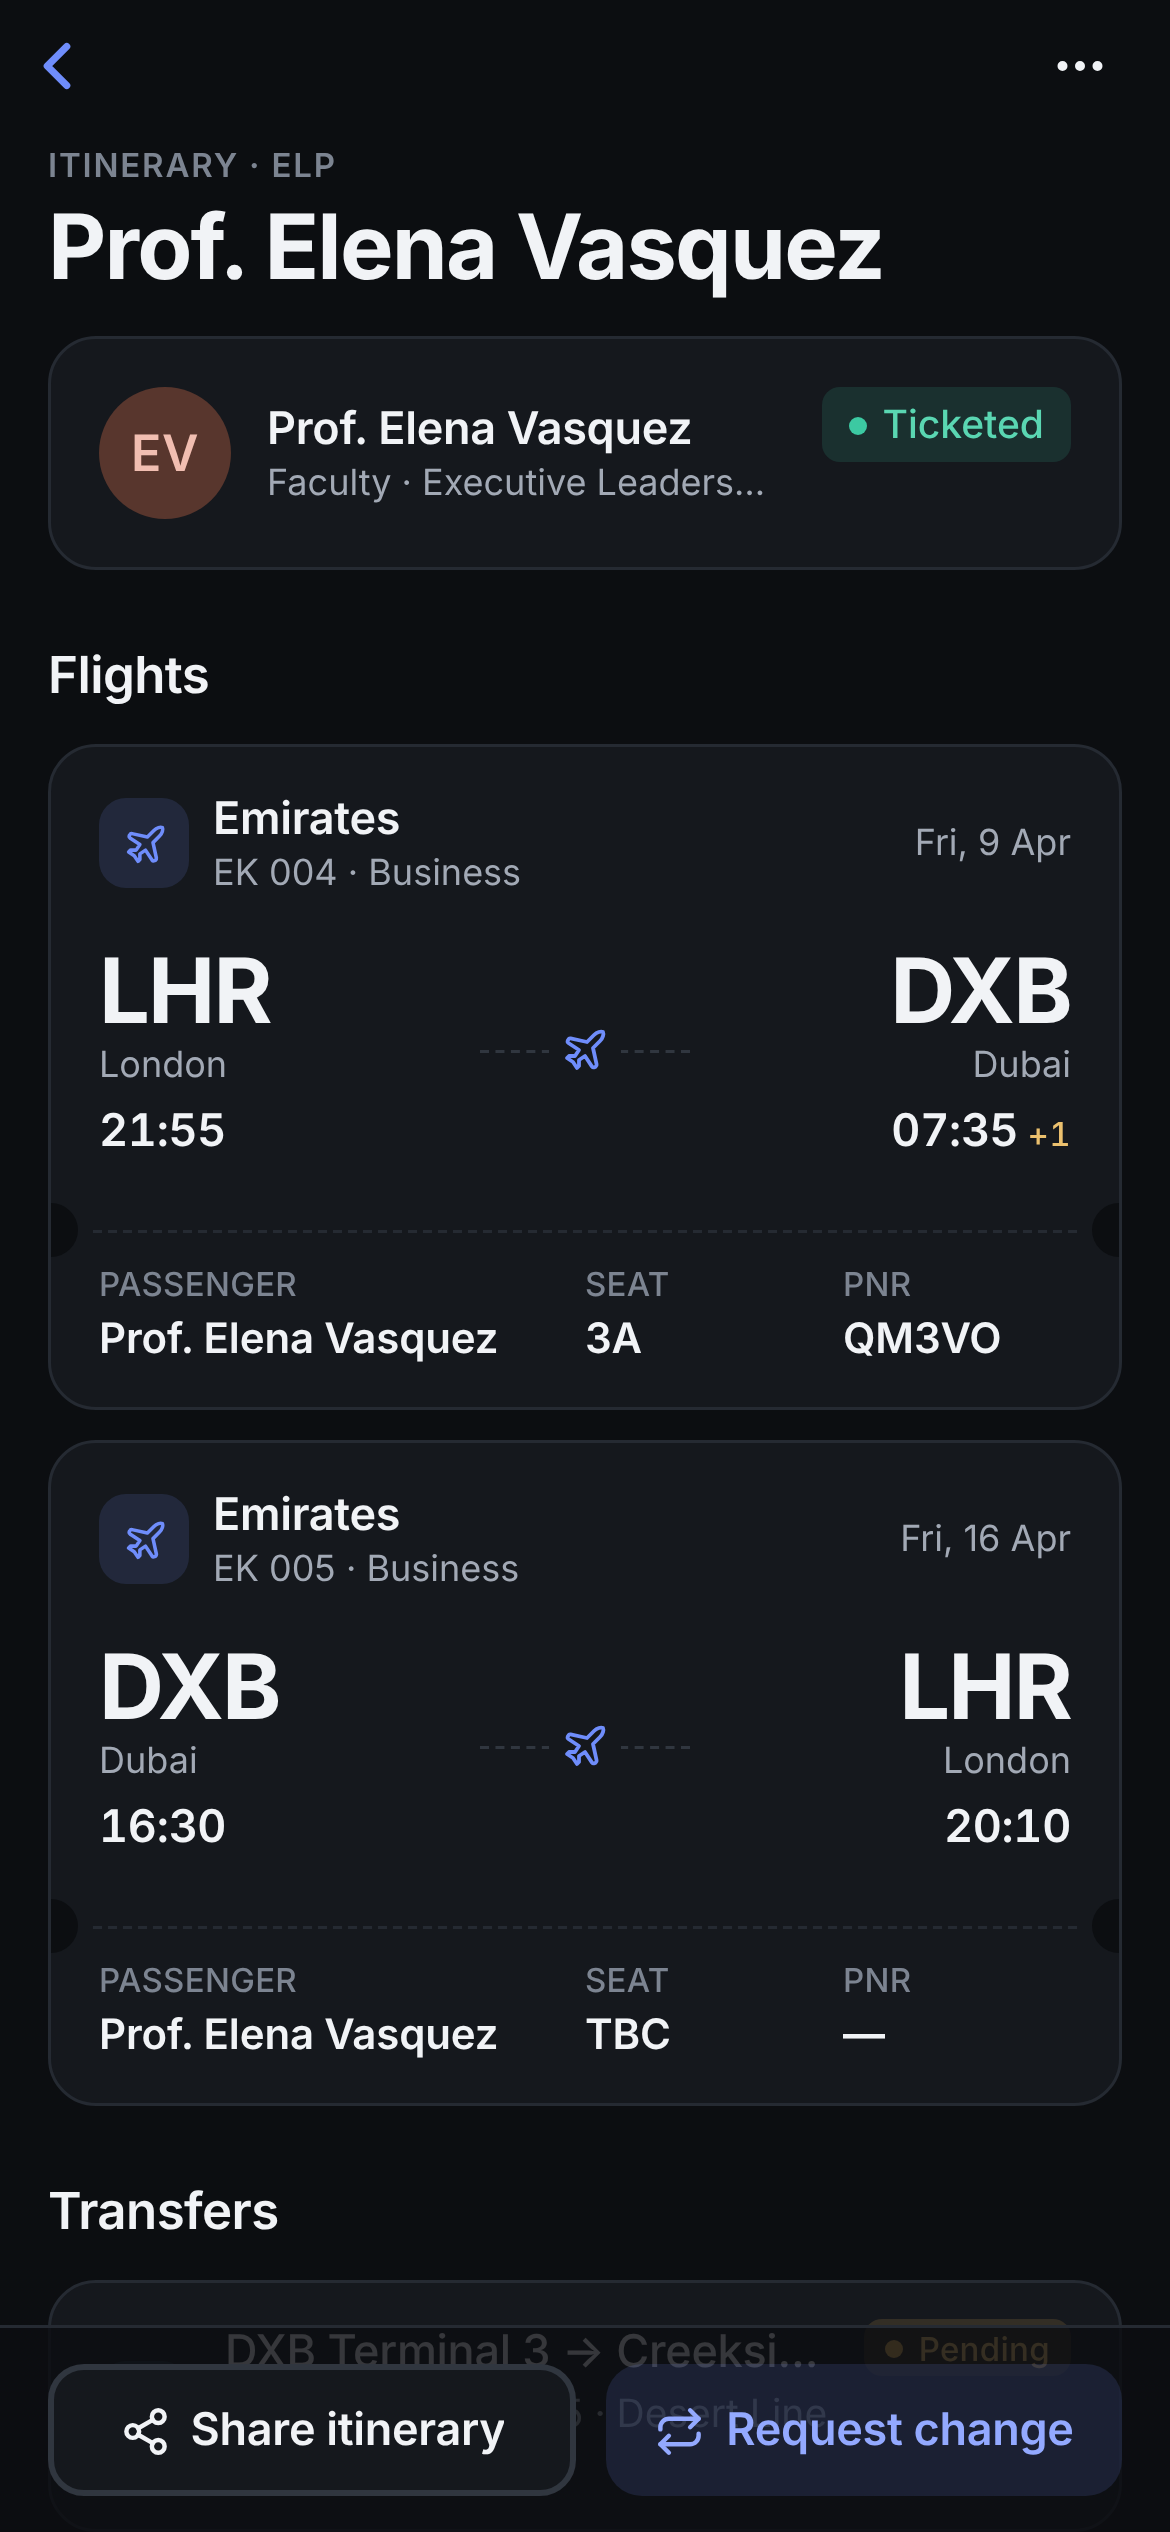 ITINERARY · ELP
Prof. Elena Vasquez
EV
Prof. Elena Vasquez
Ticketed
Faculty · Executive Leaders...
Flights
Emirates
EK 004 · Business
Fri, 9 Apr
LHR
DXB
London
Dubai
21:55
07:35 +1
PASSENGER
SEAT
PNR
Prof. Elena Vasquez
3A
QM3VO
Emirates
EK 005 · Business
Fri, 16 Apr
DXB
LHR
Dubai
London
16:30
20:10
PASSENGER
SEAT
PNR
Prof. Elena Vasquez
TBC
—
Transfers
DXB Terminal 3 → Creeksi...
Pending
· Desert Line
Share itinerary
Request change